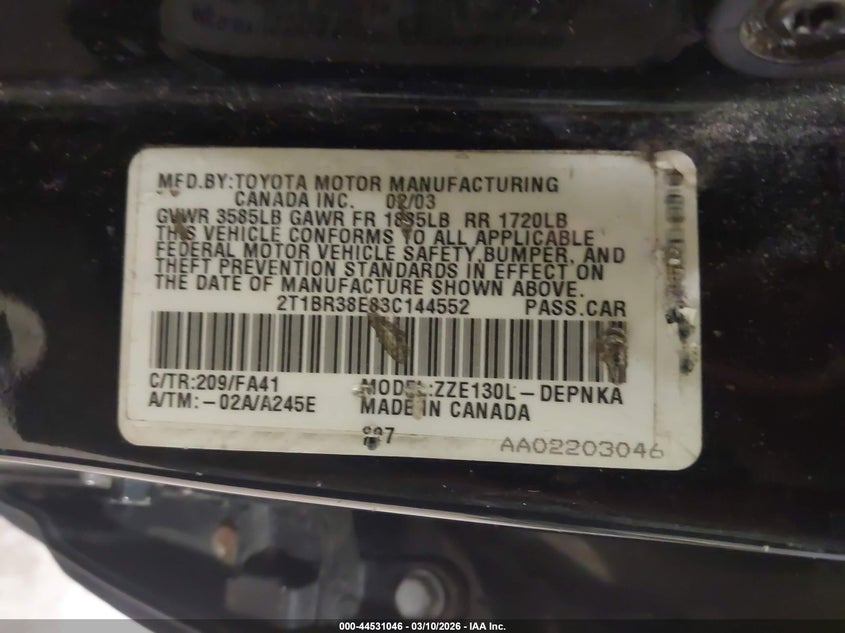 MFD.BY:TOYOTA MOTOR MANUFACTURING
CANADA INC. 02/03
GVWR 3585LB GAWR FR 1885LB RR 1720LB
THIS VEHICLE CONFORMS TO ALL APPLICABLE
FEDERAL MOTOR VEHICLE SAFETY,BUMPER, AND
THEFT PREVENTION STANDARDS IN EFFECT ON
THE DATE OF MANUFACTURE SHOWN ABOVE.
2T1BR38E83C144552 PASS.CAR
C/TR:209/FA41 MODEL:ZZE130L-DEPNKA
A/TM:-02A/A245E MADE IN CANADA
AA02203046
000-44531046 - 03/10/2026 - IAA Inc.